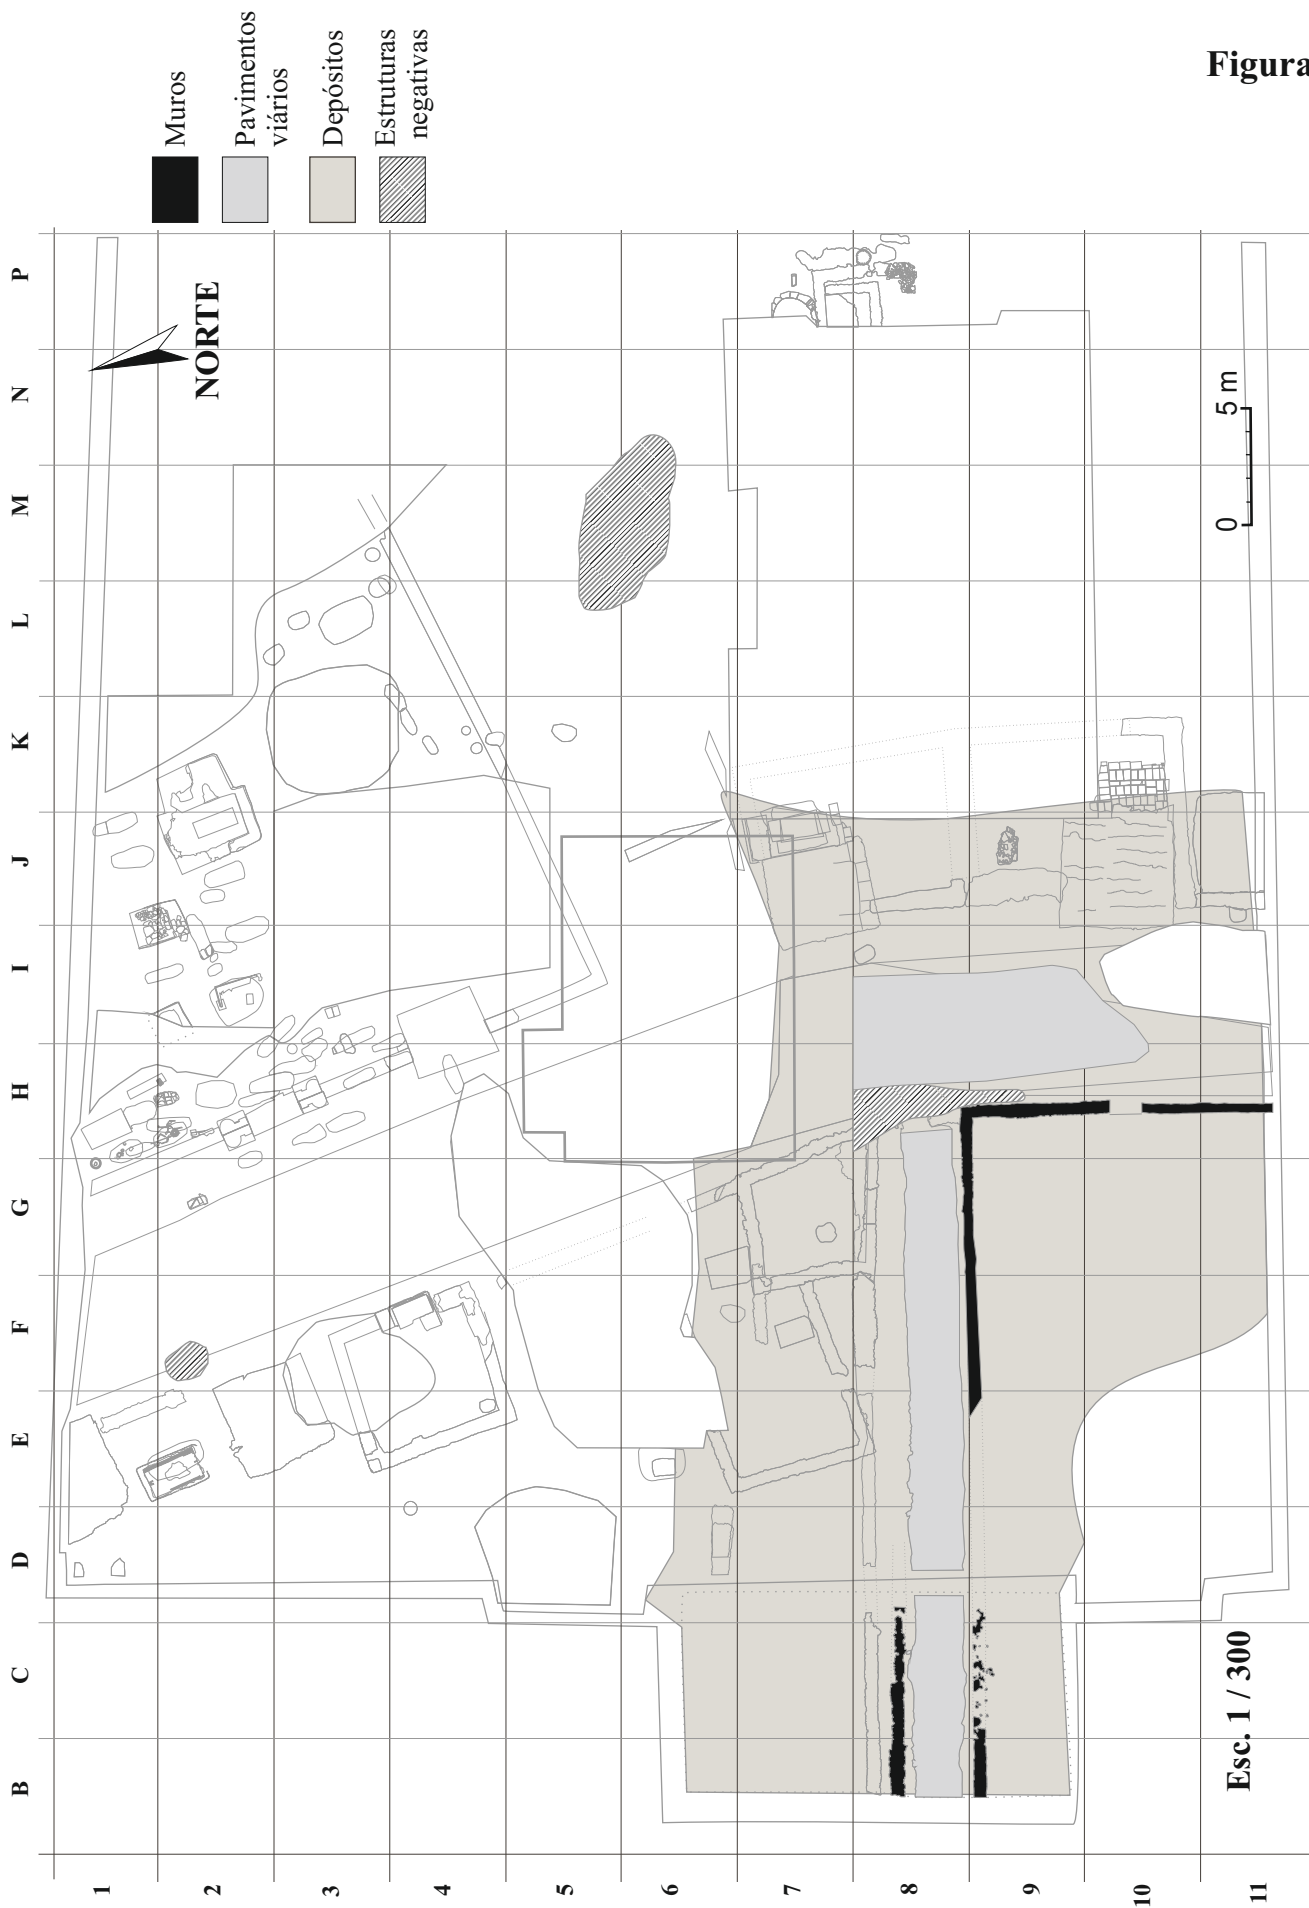 Figura
Muros
Pavimentos
viários
Depósitos
Estruturas
negativas
P
N
M
L
K
J
I
H
G
F
E
D
C
B
NORTE
0 5 m
Esc. 1 / 300
1
2
3
4
5
6
7
8
9
10
11